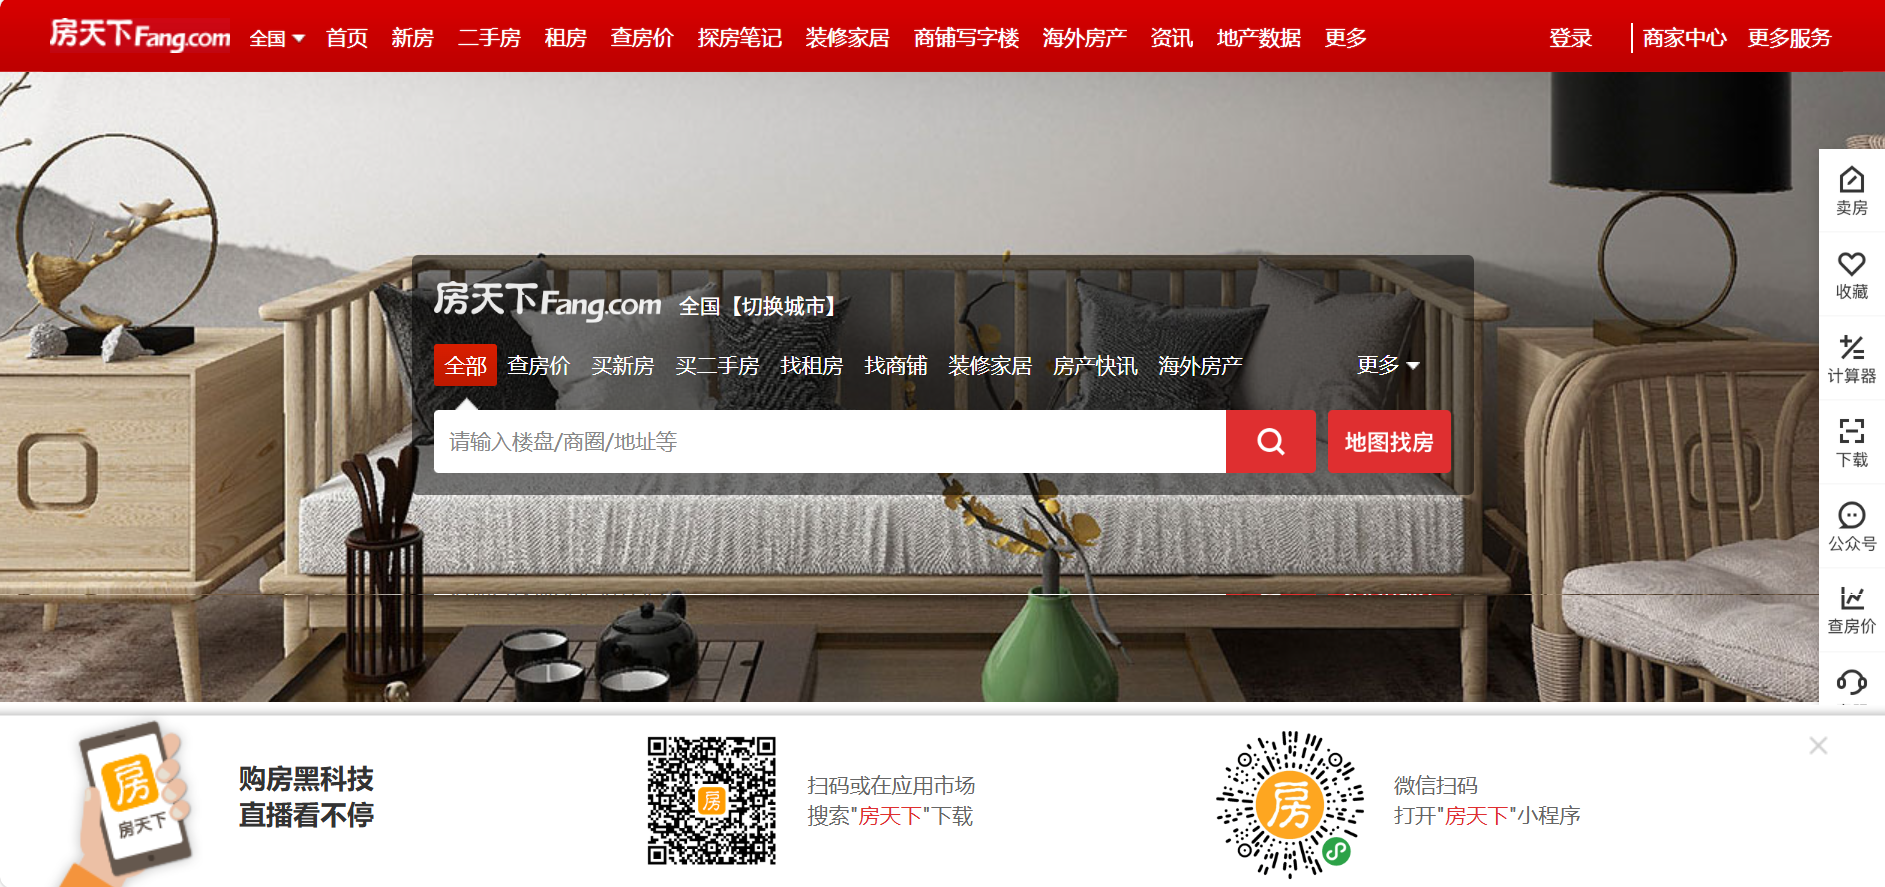 房天下Fang.com 全国 首页 新房 二手房 租房 查房价 探房笔记 装修家居 商铺写字楼 海外房产 资讯 地产数据 更多 登录 商家中心 更多服务
房天下Fang.com 全国【切换城市】
全部 查房价 买新房 买二手房 找租房 找商铺 装修家居 房产快讯 海外房产 更多
请输入楼盘/商圈/地址等 地图找房
卖房
收藏
计算器
下载
公众号
查房价
房
房天下
购房黑科技
直播看不停
房
扫码或在应用市场
搜索"房天下"下载
房
微信扫码
打开"房天下"小程序